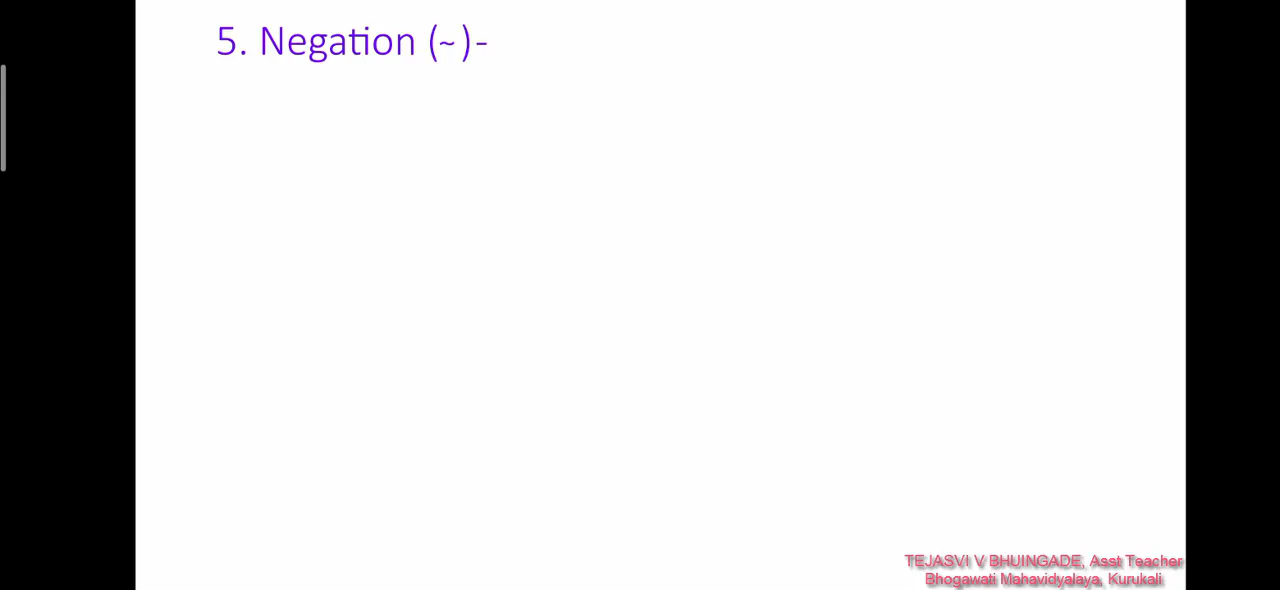 5. Negation (~)-
TEJASVI V BHUINGADE, Asst Teacher
Bhogawati Mahavidyalaya, Kurukali